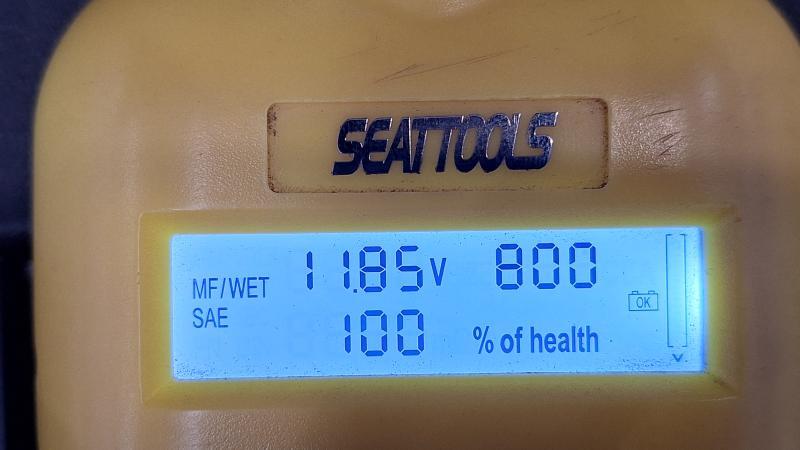 SEATTOOLS
MF/WET 11.85V 800
SAE OK
100 % of health